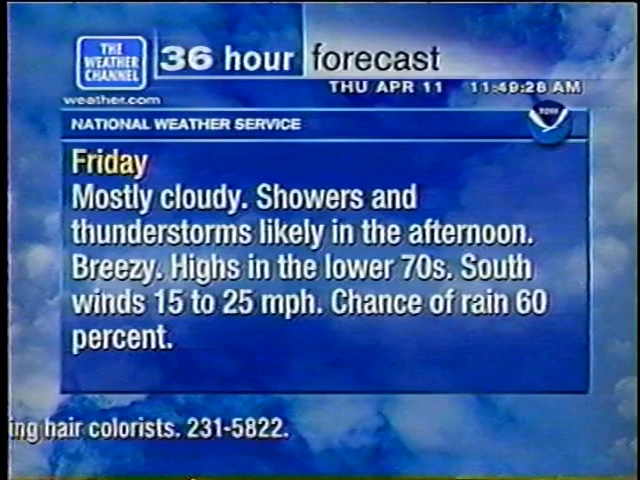 THE
WEATHER
CHANNEL
36 hour forecast
weather.com
THU APR 11 11:49:28 AM
NATIONAL WEATHER SERVICE
Friday
Mostly cloudy. Showers and
thunderstorms likely in the afternoon.
Breezy. Highs in the lower 70s. South
winds 15 to 25 mph. Chance of rain 60
percent.
ing hair colorists. 231-5822.